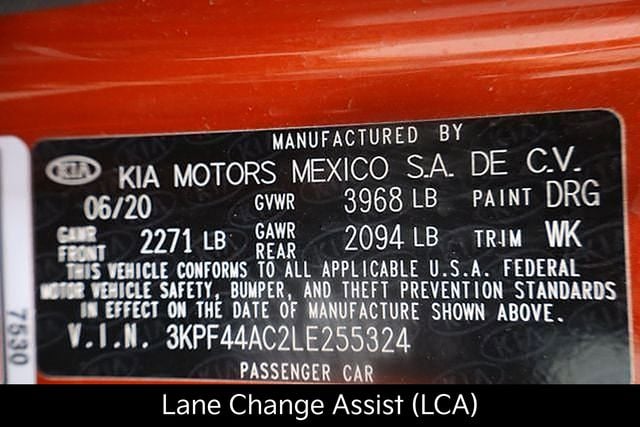 MANUFACTURED BY
KIA KIA MOTORS MEXICO S.A. DE C.V.
06/20 GVWR 3968 LB PAINT DRG
GAWR FRONT 2271 LB GAWR REAR 2094 LB TRIM WK
THIS VEHICLE CONFORMS TO ALL APPLICABLE U.S.A. FEDERAL
MOTOR VEHICLE SAFETY, BUMPER, AND THEFT PREVENTION STANDARDS
IN EFFECT ON THE DATE OF MANUFACTURE SHOWN ABOVE.
V.I.N. 3KPF44AC2LE255324
PASSENGER CAR
7530
Lane Change Assist (LCA)